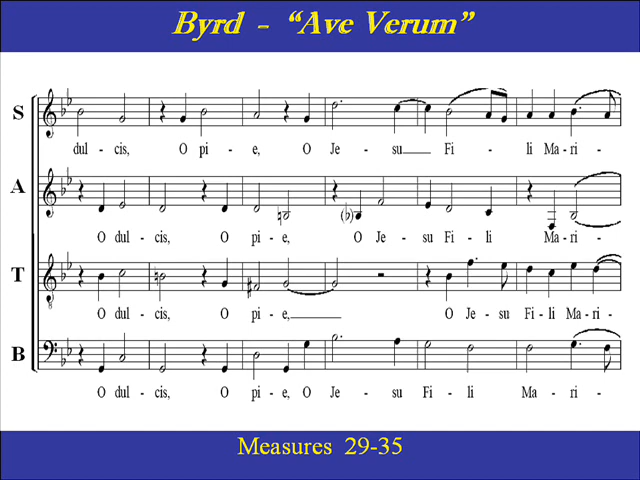 Byrd - “Ave Verum”
S
dul - cis, O pi - e, O Je - su Fi - li Ma - ri -
A
O dul - cis, O pi - e, O Je - su Fi - li Ma - ri -
T
O dul - cis, O pi - e, O Je - su Fi - li Ma - ri -
B
O dul - cis, O pi - e, O Je - su Fi - li Ma - ri -
Measures 29-35